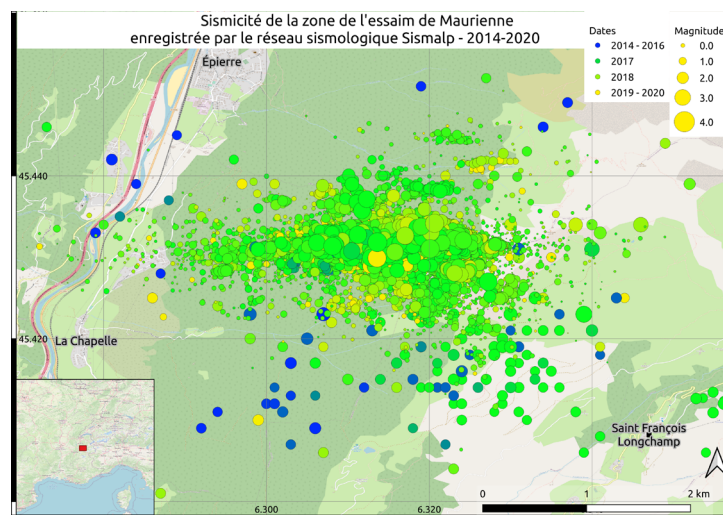 Sismicité de la zone de l'essaim de Maurienne
enregistrée par le réseau sismologique Sismalp - 2014-2020
Dates
2014 - 2016
2017
2018
2019 - 2020
Magnitude
0.0
1.0
2.0
3.0
4.0
Épierre
45.440
La Chapelle
45.420
Saint François
Longchamp
6.300
6.320
0 1 2 km